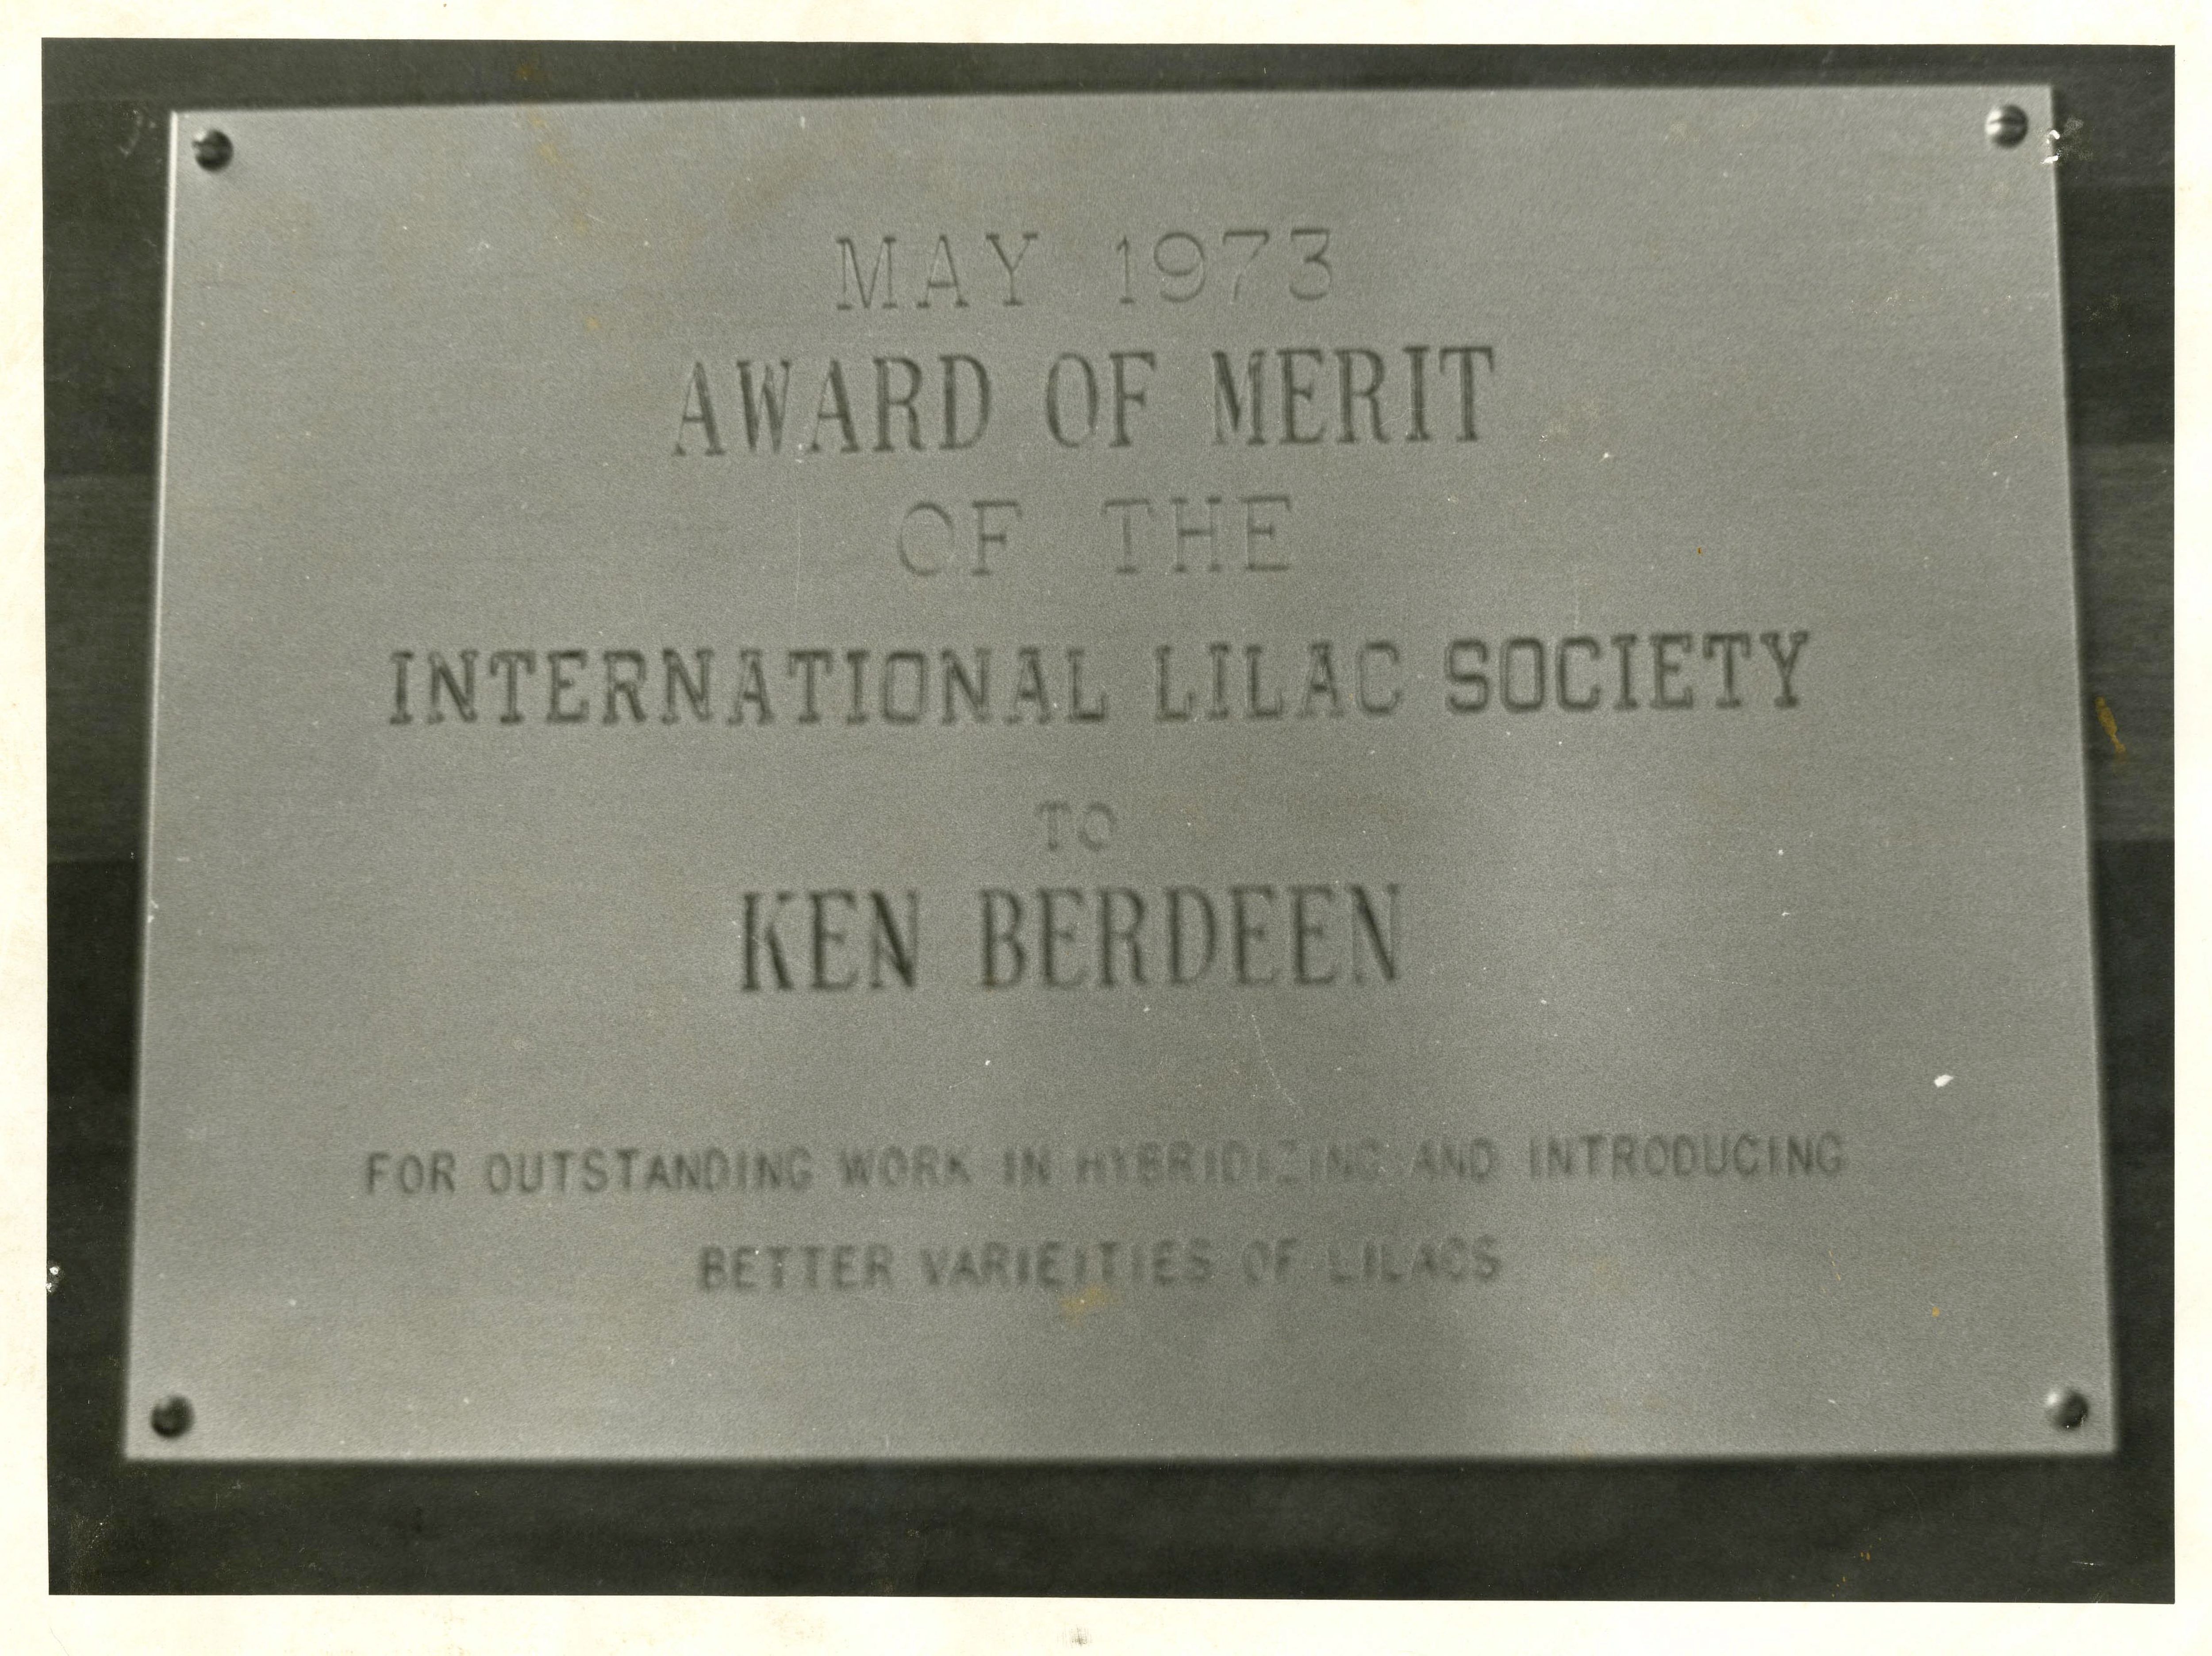 MAY 1973
AWARD OF MERIT
OF THE
INTERNATIONAL LILAC SOCIETY
TO
KEN BERDEEN
FOR OUTSTANDING WORK IN HYBRIDIZING AND INTRODUCING
BETTER VARIEITIES OF LILACS